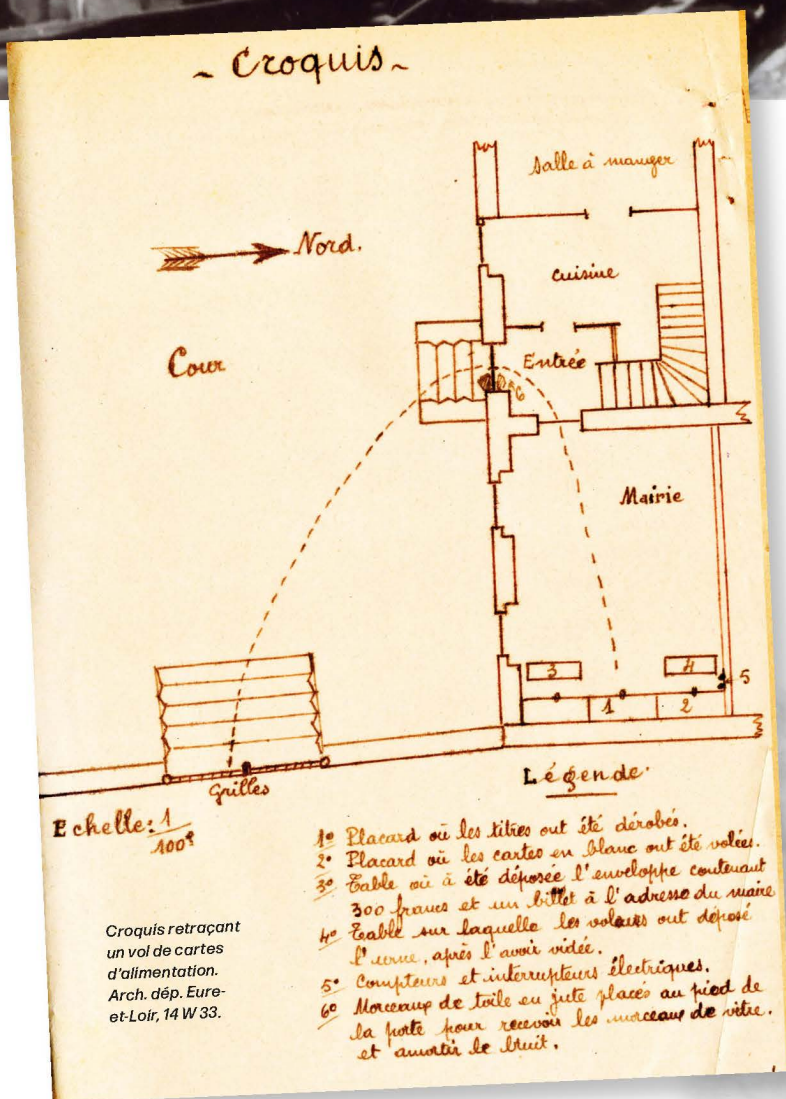 ~ Croquis ~
Salle à manger
Nord.
cuisine
Cour
Entrée
6
Mairie
3
4
5
1
2
Grilles
Légende.
Echelle: 1/100e
1° Placard où les titres ont été dérobés.
2° Placard où les cartes en blanc ont été volées.
3° Table où à été déposée l'enveloppe contenant
300 francs et un billet à l'adresse du maire
4° Table sur laquelle les voleurs ont déposé
l'urne, après l'avoir vidée.
5° Compteurs et interrupteurs électriques.
6° Morceaux de toile en jute placés au pied de
la porte pour recevoir les morceaux de vitre.
et amortir le bruit.
Croquis retraçant
un vol de cartes
d'alimentation.
Arch. dép. Eure-
et-Loir, 14 W 33.